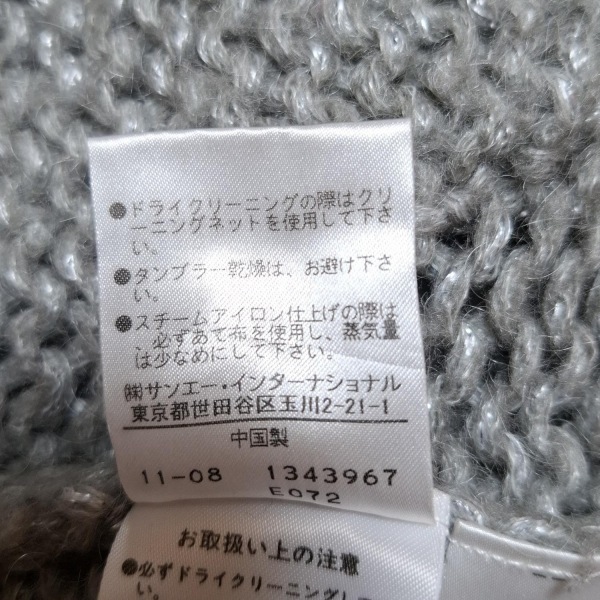 ●ドライクリーニングの際はクリ
ーニングネットを使用して下さ
い。
●タンブラー乾燥は、お避け下さ
い。
●スチームアイロン仕上げの際は
必ずあて布を使用し、蒸気量
は少なめにして下さい。
㈱サンエー・インターナショナル
東京都世田谷区玉川2-21-1
中国製
11-08 1343967
E072
お取扱い上の注意
●必ずドライクリーニングして
い。